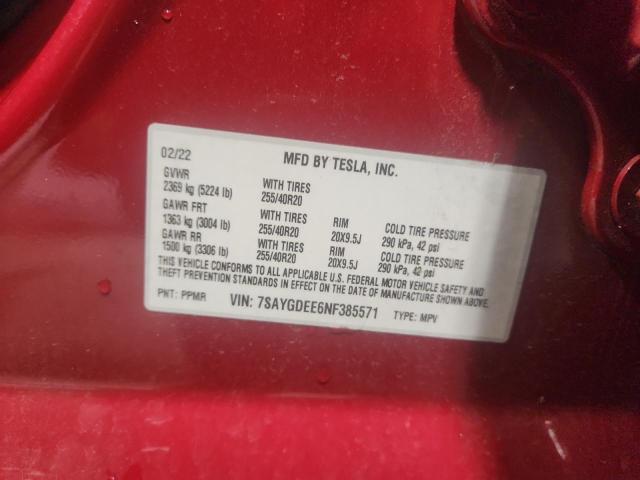 02/22 MFD BY TESLA, INC.
GVWR
2369 kg (5224 lb) WITH TIRES 255/40R20
GAWR FRT
1363 kg (3004 lb) WITH TIRES 255/40R20 RIM 20X9.5J COLD TIRE PRESSURE 290 kPa, 42 psi
GAWR RR
1500 kg (3306 lb) WITH TIRES 255/40R20 RIM 20X9.5J COLD TIRE PRESSURE 290 kPa, 42 psi
THIS VEHICLE CONFORMS TO ALL APPLICABLE U.S. FEDERAL MOTOR VEHICLE SAFETY AND
THEFT PREVENTION STANDARDS IN EFFECT ON THE DATE OF MANUFACTURE SHOWN ABOVE.
PNT: PPMR VIN: 7SAYGDEE6NF385571 TYPE: MPV